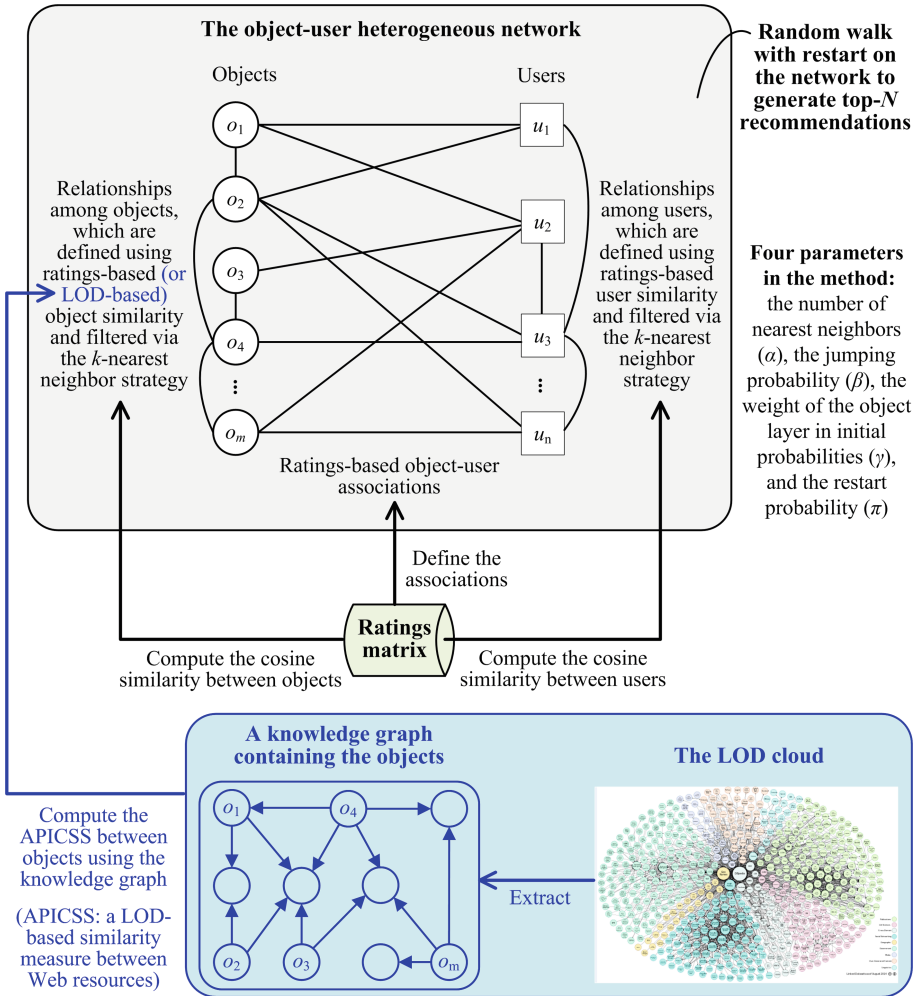 The object-user heterogeneous network
Objects
Users
o1
o2
o3
o4
⋮
om
u1
u2
u3
⋮
un
Relationships
among objects,
which are
defined using
ratings-based (or
LOD-based)
object similarity
and filtered via
the k-nearest
neighbor strategy
Relationships
among users,
which are
defined using
ratings-based
user similarity
and filtered via
the k-nearest
neighbor
strategy
Ratings-based object-user
associations
Random walk
with restart on
the network to
generate top-N
recommendations
Four parameters
in the method:
the number of
nearest neighbors
(α), the jumping
probability (β), the
weight of the object
layer in initial
probabilities (γ),
and the restart
probability (π)
Define the
associations
Ratings
matrix
Compute the cosine
similarity between objects
Compute the cosine
similarity between users
A knowledge graph
containing the objects
The LOD cloud
o1
o4
o2
o3
om
Extract
Compute the
APICSS between
objects using the
knowledge graph
(APICSS: a LOD-
based similarity
measure between
Web resources)